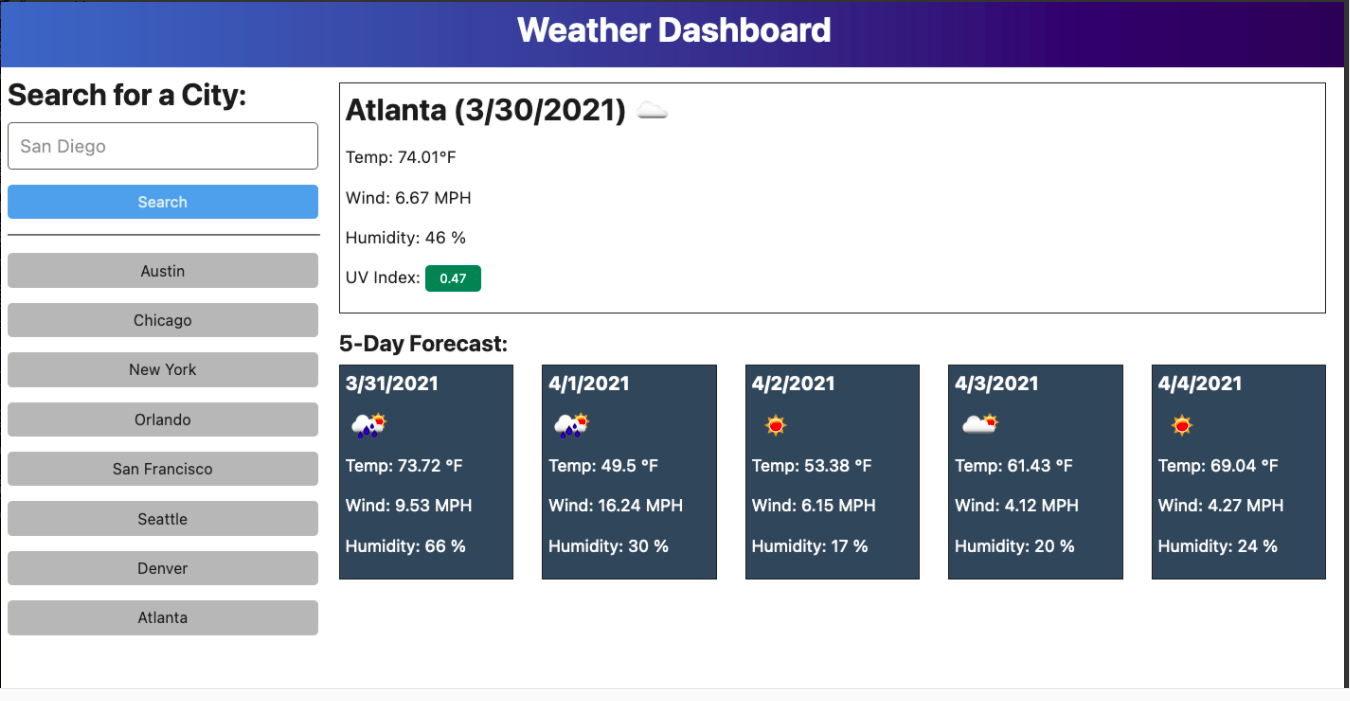 Weather Dashboard
Search for a City:
San Diego
Search
Austin
Chicago
New York
Orlando
San Francisco
Seattle
Denver
Atlanta
Atlanta (3/30/2021)
Temp: 74.01°F
Wind: 6.67 MPH
Humidity: 46 %
UV Index: 0.47
5-Day Forecast:
3/31/2021
Temp: 73.72 °F
Wind: 9.53 MPH
Humidity: 66 %
4/1/2021
Temp: 49.5 °F
Wind: 16.24 MPH
Humidity: 30 %
4/2/2021
Temp: 53.38 °F
Wind: 6.15 MPH
Humidity: 17 %
4/3/2021
Temp: 61.43 °F
Wind: 4.12 MPH
Humidity: 20 %
4/4/2021
Temp: 69.04 °F
Wind: 4.27 MPH
Humidity: 24 %